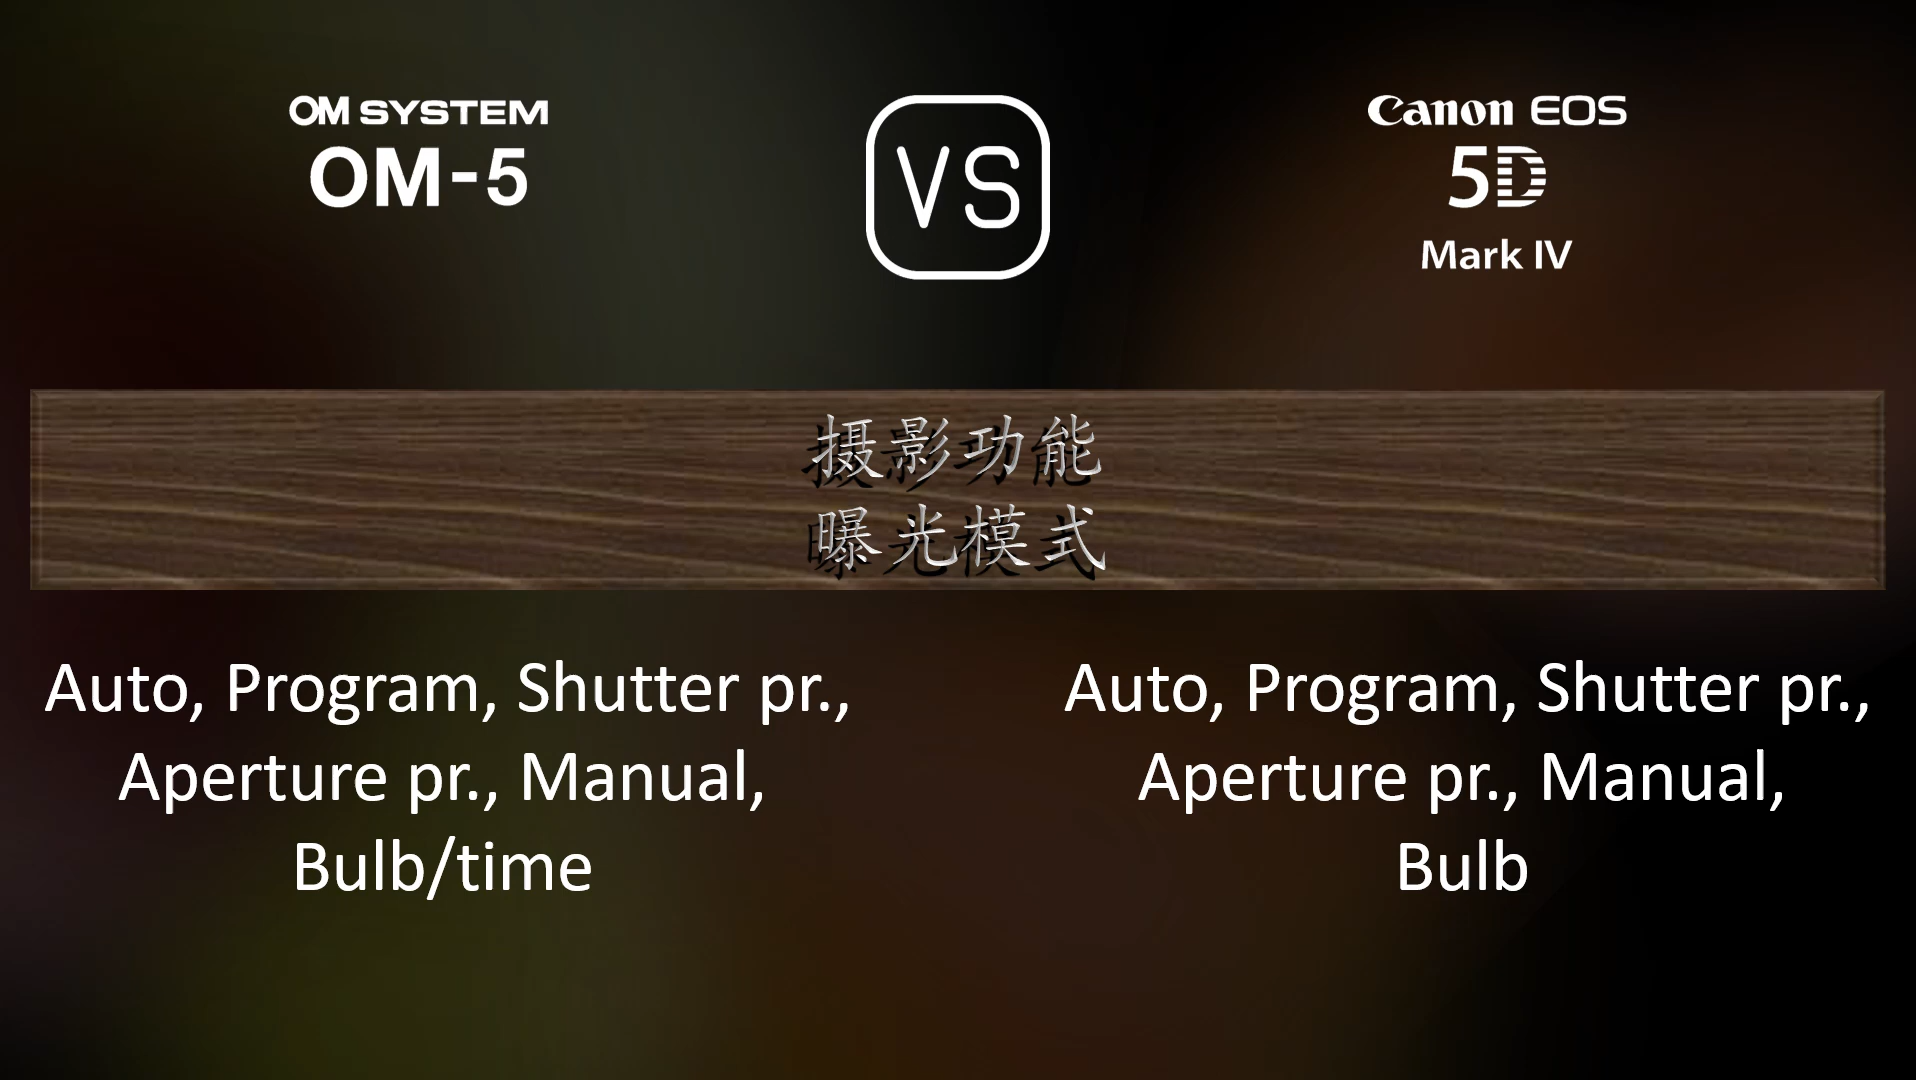 OM SYSTEM
OM-5
VS
Canon EOS
5D
Mark IV
摄影功能
曝光模式
Auto, Program, Shutter pr.,
Aperture pr., Manual,
Bulb/time
Auto, Program, Shutter pr.,
Aperture pr., Manual,
Bulb